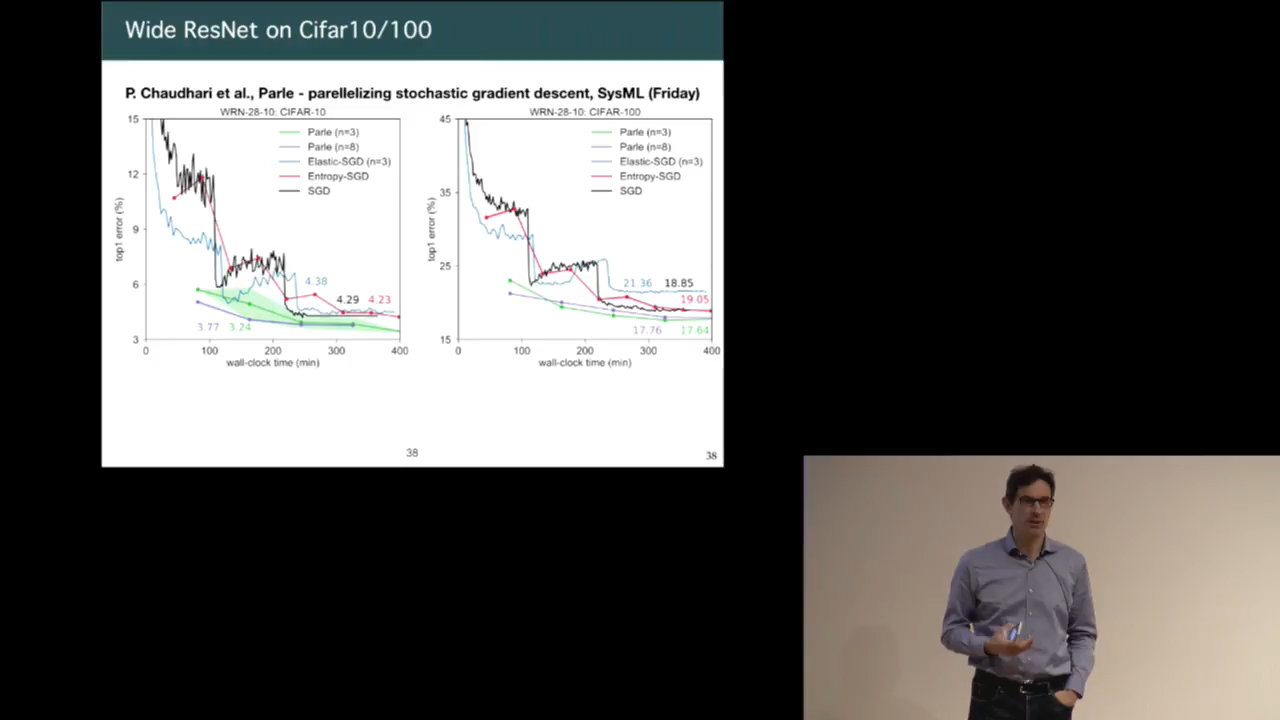 Wide ResNet on Cifar10/100
P. Chaudhari et al., Parle - parellelizing stochastic gradient descent, SysML (Friday)
WRN-28-10: CIFAR-10
15
12
9
6
3
top1 error (%)
Parle (n=3)
Parle (n=8)
Elastic-SGD (n=3)
Entropy-SGD
SGD
4.38
4.29
4.23
3.77
3.24
0
100
200
300
400
wall-clock time (min)
WRN-28-10: CIFAR-100
45
35
25
15
top1 error (%)
Parle (n=3)
Parle (n=8)
Elastic-SGD (n=3)
Entropy-SGD
SGD
21.36
18.85
19.05
17.76
17.64
0
100
200
300
400
wall-clock time (min)
38
38